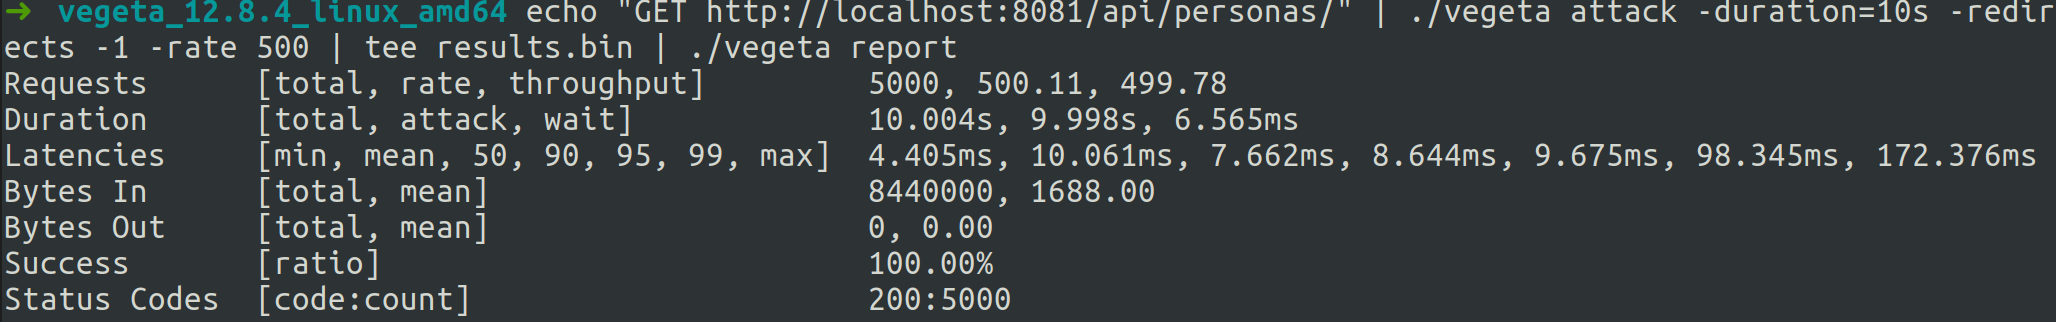 ➜ vegeta_12.8.4_linux_amd64 echo "GET http://localhost:8081/api/personas/" | ./vegeta attack -duration=10s -redir
ects -1 -rate 500 | tee results.bin | ./vegeta report
Requests      [total, rate, throughput]         5000, 500.11, 499.78
Duration      [total, attack, wait]             10.004s, 9.998s, 6.565ms
Latencies     [min, mean, 50, 90, 95, 99, max]  4.405ms, 10.061ms, 7.662ms, 8.644ms, 9.675ms, 98.345ms, 172.376ms
Bytes In      [total, mean]                     8440000, 1688.00
Bytes Out     [total, mean]                     0, 0.00
Success       [ratio]                           100.00%
Status Codes  [code:count]                      200:5000